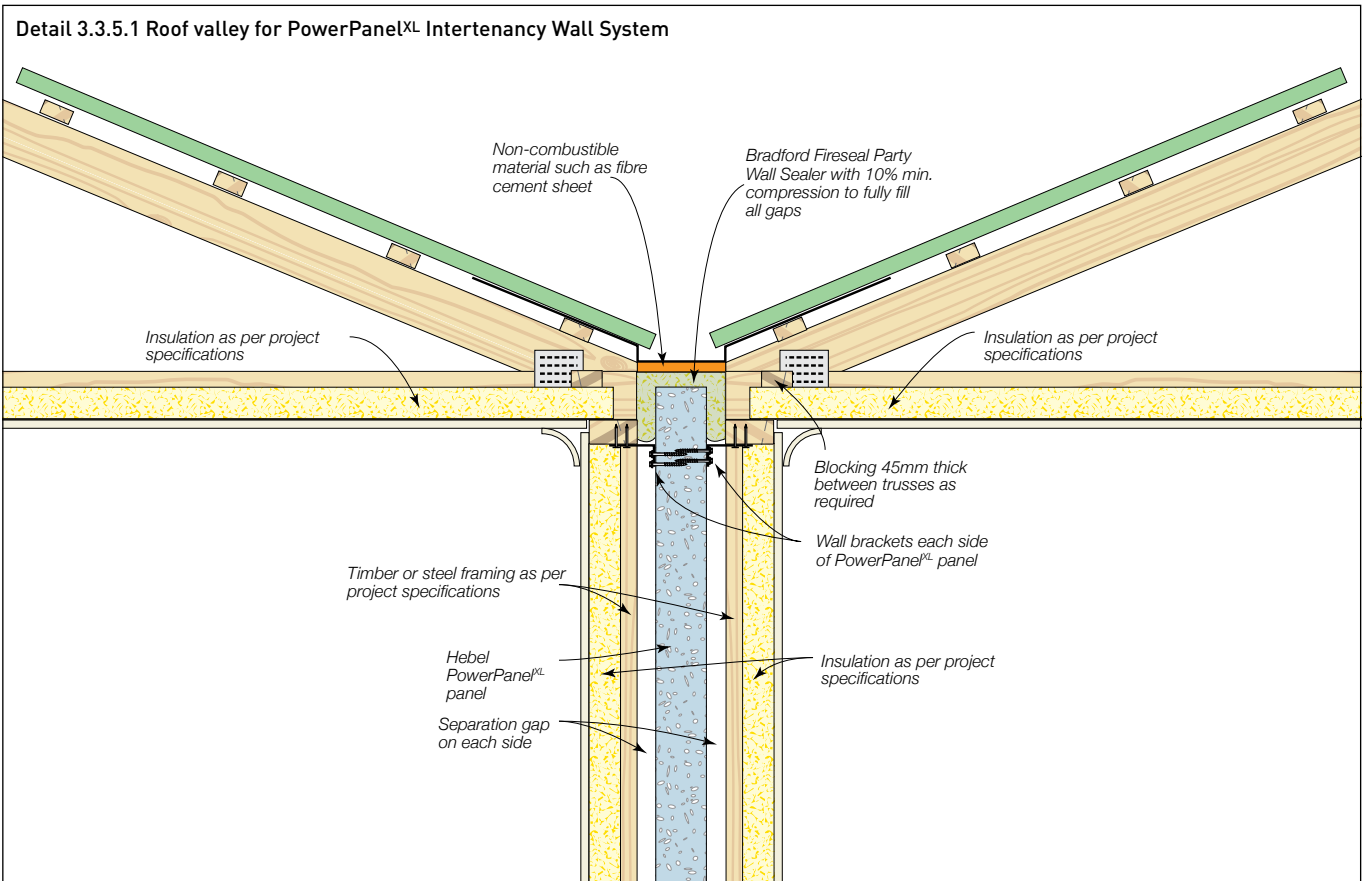 Detail 3.3.5.1 Roof valley for PowerPanelXL Intertenancy Wall System
Non-combustible
material such as fibre
cement sheet
Bradford Fireseal Party
Wall Sealer with 10% min.
compression to fully fill
all gaps
Insulation as per project
specifications
Insulation as per project
specifications
Blocking 45mm thick
between trusses as
required
Wall brackets each side
of PowerPanelXL panel
Timber or steel framing as per
project specifications
Hebel
PowerPanelXL
panel
Insulation as per project
specifications
Separation gap
on each side